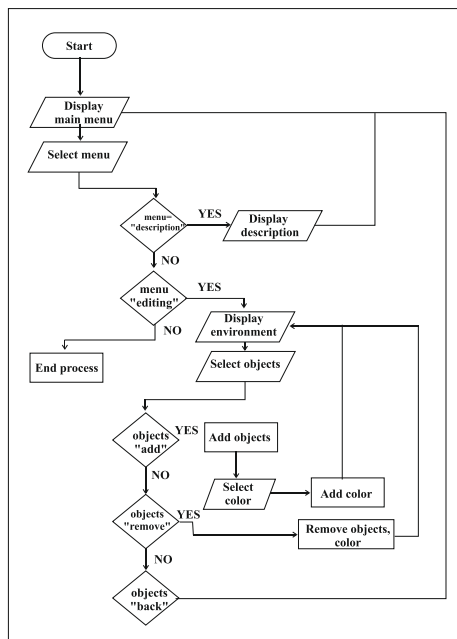 Start
Display
main menu
Select menu
menu=
"description"
YES
Display
description
NO
menu
"editing"
YES
Display
environment
NO
End process
Select objects
objects
"add"
YES
Add objects
NO
Select
color
Add color
objects
"remove"
YES
Remove objects,
color
NO
objects
"back"